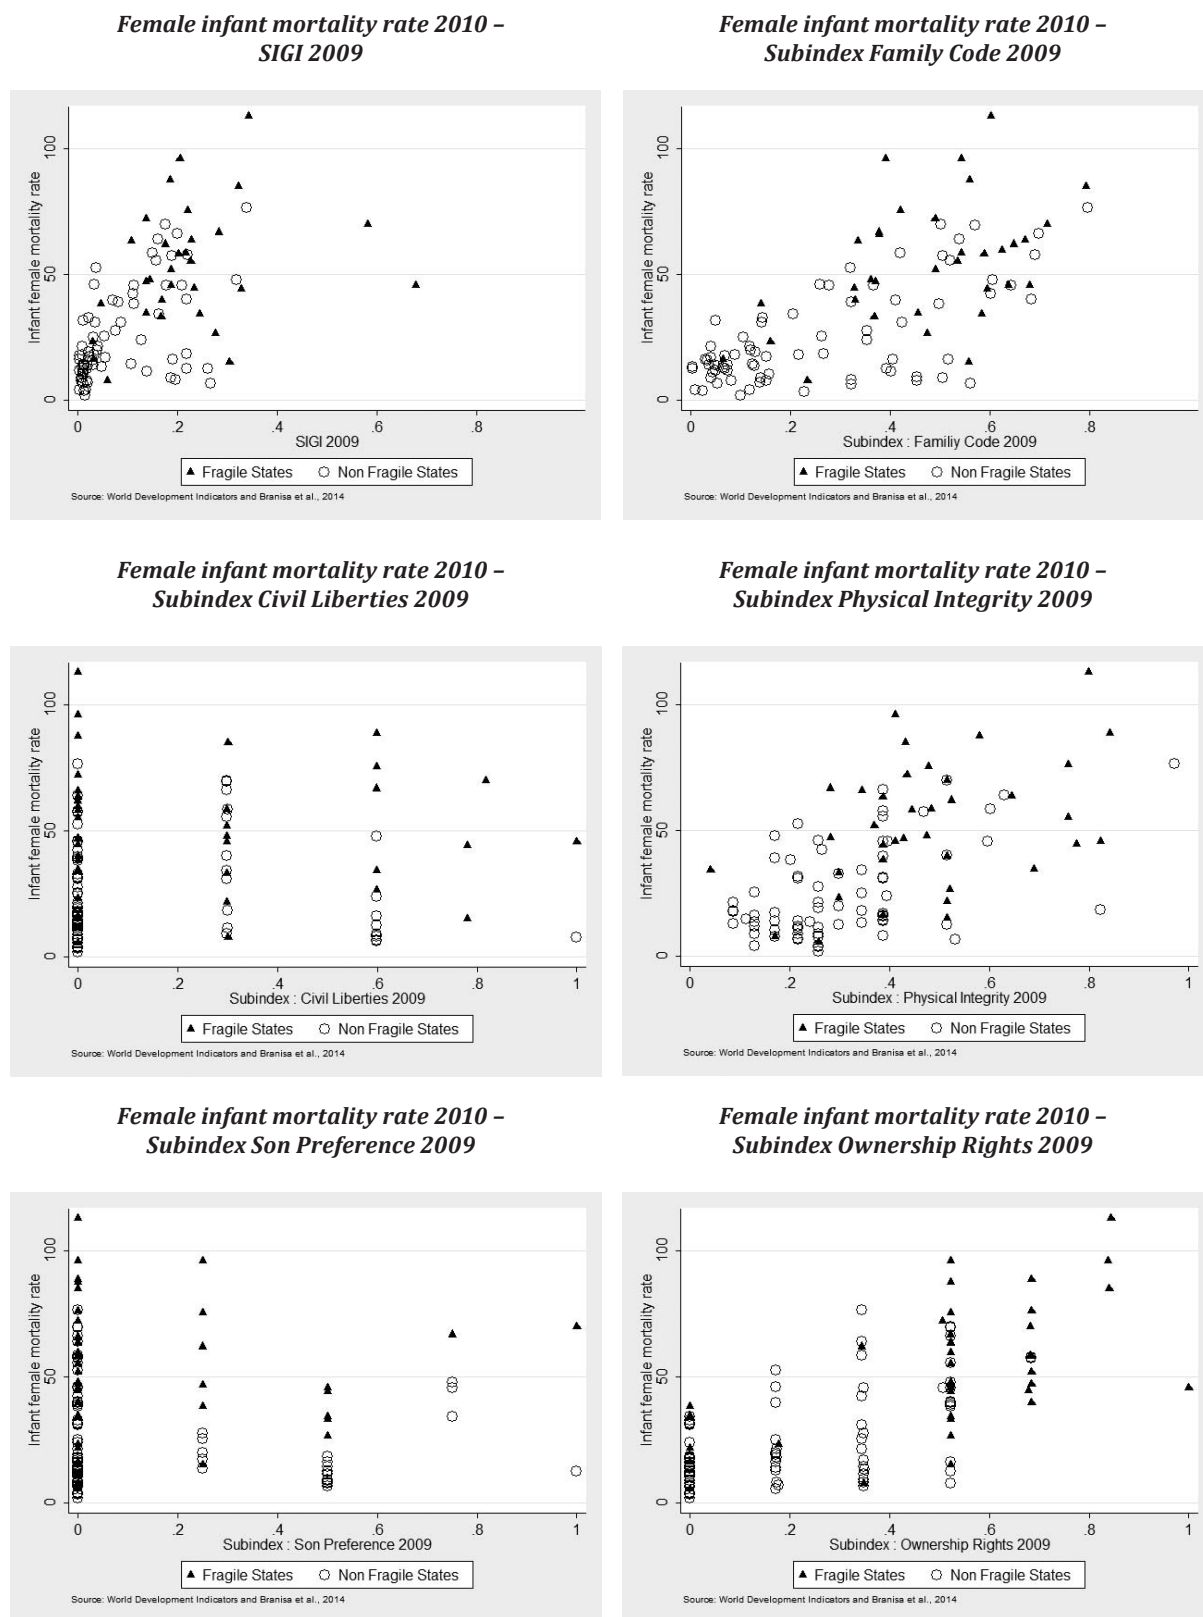 Female infant mortality rate 2010 –
SIGI 2009
Infant female mortality rate
100
50
0
0 .2 .4 .6 .8
SIGI 2009
Fragile States Non Fragile States
Source: World Development Indicators and Branisa et al., 2014
Female infant mortality rate 2010 –
Subindex Family Code 2009
Infant female mortality rate
100
50
0
0 .2 .4 .6 .8
Subindex : Familiy Code 2009
Fragile States Non Fragile States
Source: World Development Indicators and Branisa et al., 2014
Female infant mortality rate 2010 –
Subindex Civil Liberties 2009
Infant female mortality rate
100
50
0
0 .2 .4 .6 .8 1
Subindex : Civil Liberties 2009
Fragile States Non Fragile States
Source: World Development Indicators and Branisa et al., 2014
Female infant mortality rate 2010 –
Subindex Physical Integrity 2009
Infant female mortality rate
100
50
0
0 .2 .4 .6 .8 1
Subindex : Physical Integrity 2009
Fragile States Non Fragile States
Source: World Development Indicators and Branisa et al., 2014
Female infant mortality rate 2010 –
Subindex Son Preference 2009
Infant female mortality rate
100
50
0
0 .2 .4 .6 .8 1
Subindex : Son Preference 2009
Fragile States Non Fragile States
Source: World Development Indicators and Branisa et al., 2014
Female infant mortality rate 2010 –
Subindex Ownership Rights 2009
Infant female mortality rate
100
50
0
0 .2 .4 .6 .8 1
Subindex : Ownership Rights 2009
Fragile States Non Fragile States
Source: World Development Indicators and Branisa et al., 2014